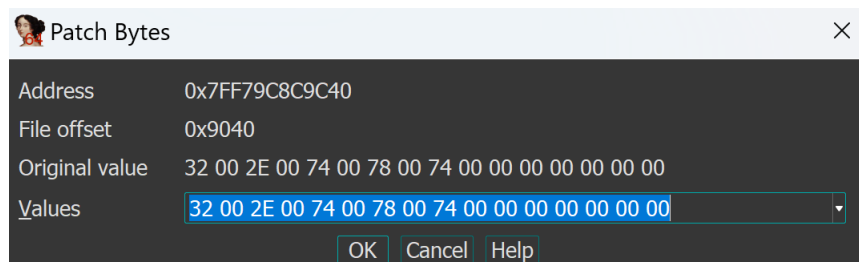 64 Patch Bytes
Address 0x7FF79C8C9C40
File offset 0x9040
Original value 32 00 2E 00 74 00 78 00 74 00 00 00 00 00 00 00
Values 32 00 2E 00 74 00 78 00 74 00 00 00 00 00 00 00
OK Cancel Help